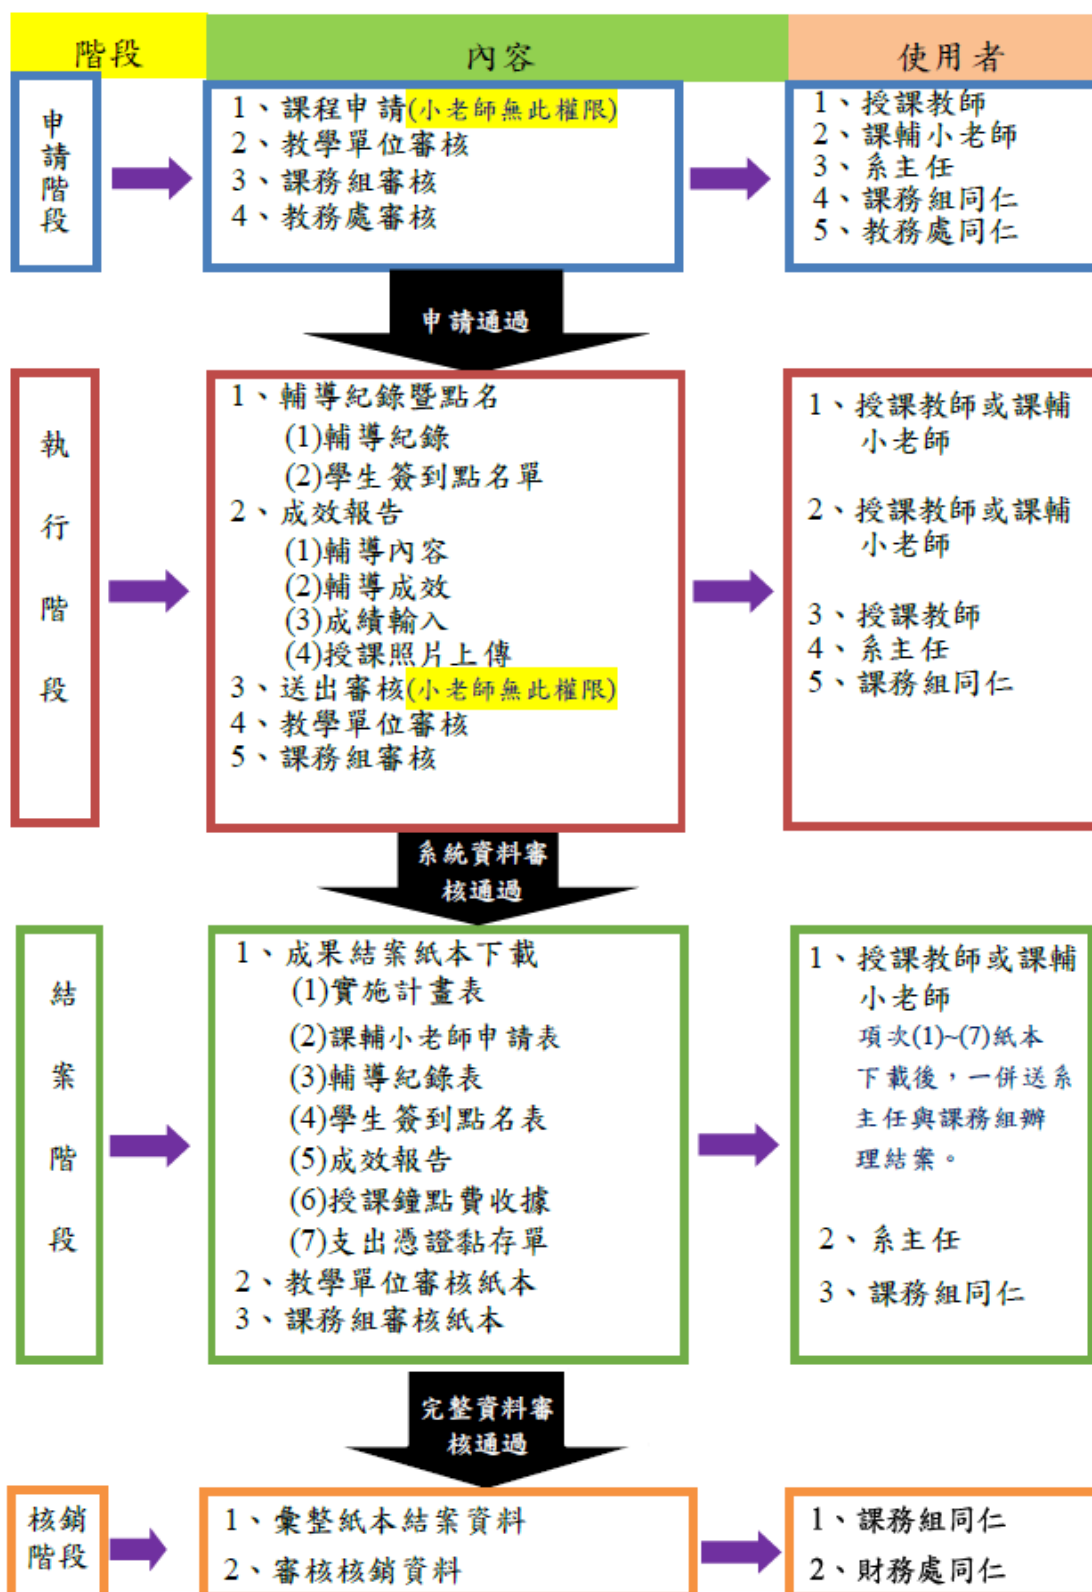 階段
內容
使用者
申請階段
1、課程申請(小老師無此權限)
2、教學單位審核
3、課務組審核
4、教務處審核
1、授課教師
2、課輔小老師
3、系主任
4、課務組同仁
5、教務處同仁
申請通過
執行階段
1、輔導紀錄暨點名
(1)輔導紀錄
(2)學生簽到點名單
2、成效報告
(1)輔導內容
(2)輔導成效
(3)成績輸入
(4)授課照片上傳
3、送出審核(小老師無此權限)
4、教學單位審核
5、課務組審核
1、授課教師或課輔
小老師
2、授課教師或課輔
小老師
3、授課教師
4、系主任
5、課務組同仁
系統資料審
核通過
結案階段
1、成果結案紙本下載
(1)實施計畫表
(2)課輔小老師申請表
(3)輔導紀錄表
(4)學生簽到點名表
(5)成效報告
(6)授課鐘點費收據
(7)支出憑證黏存單
2、教學單位審核紙本
3、課務組審核紙本
1、授課教師或課輔
小老師
項次(1)~(7)紙本
下載後，一併送系
主任與課務組辦
理結案。
2、系主任
3、課務組同仁
完整資料審
核通過
核銷
階段
1、彙整紙本結案資料
2、審核核銷資料
1、課務組同仁
2、財務處同仁